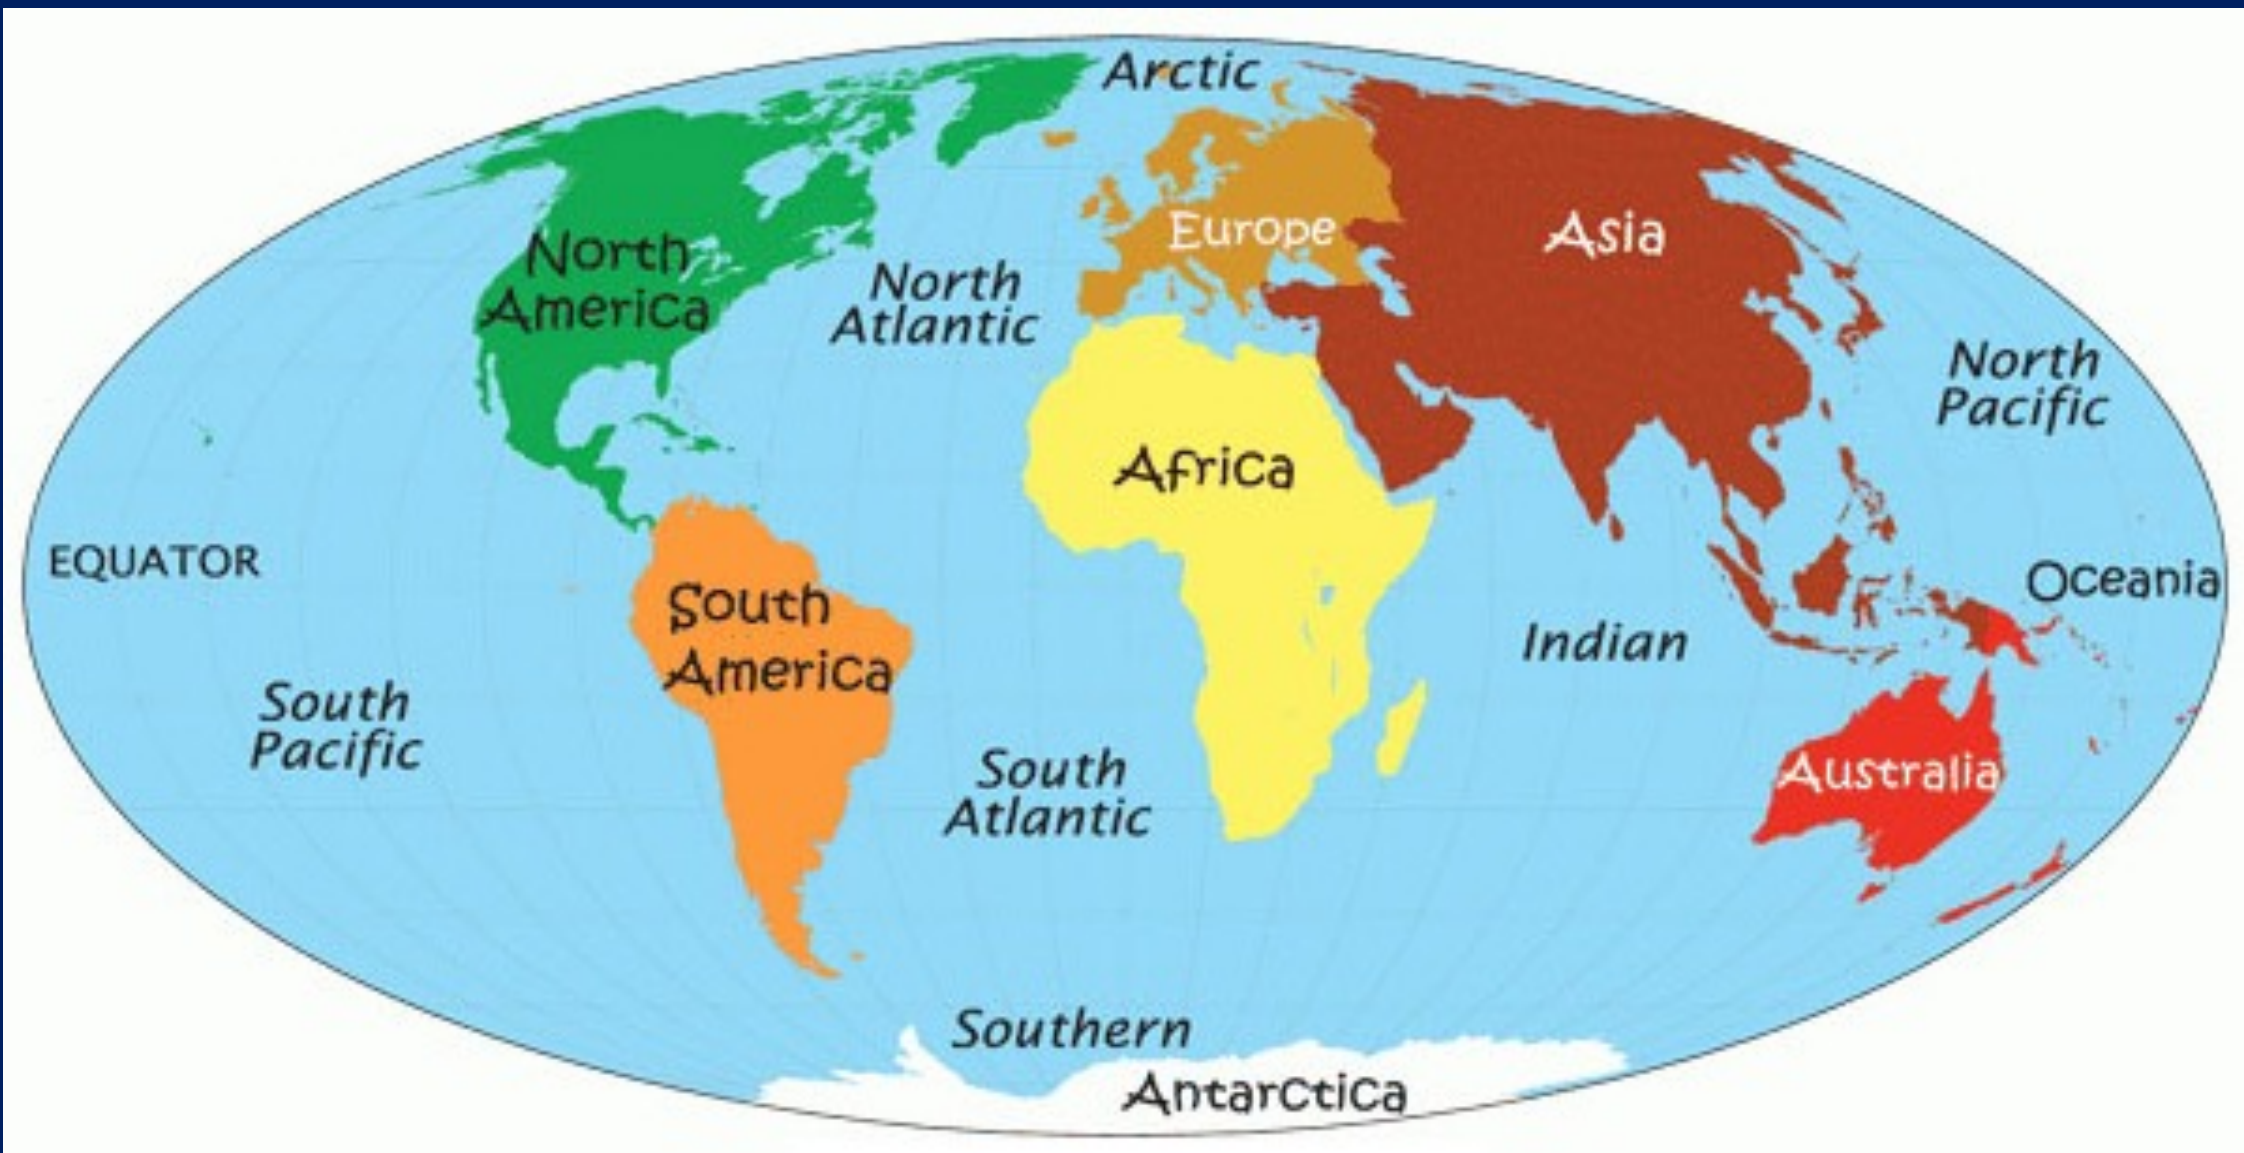 Arctic
Europe
Asia
North
America
North
Atlantic
North
Pacific
Africa
EQUATOR
Oceania
South
America
Indian
South
Pacific
South
Atlantic
Australia
Southern
Antarctica